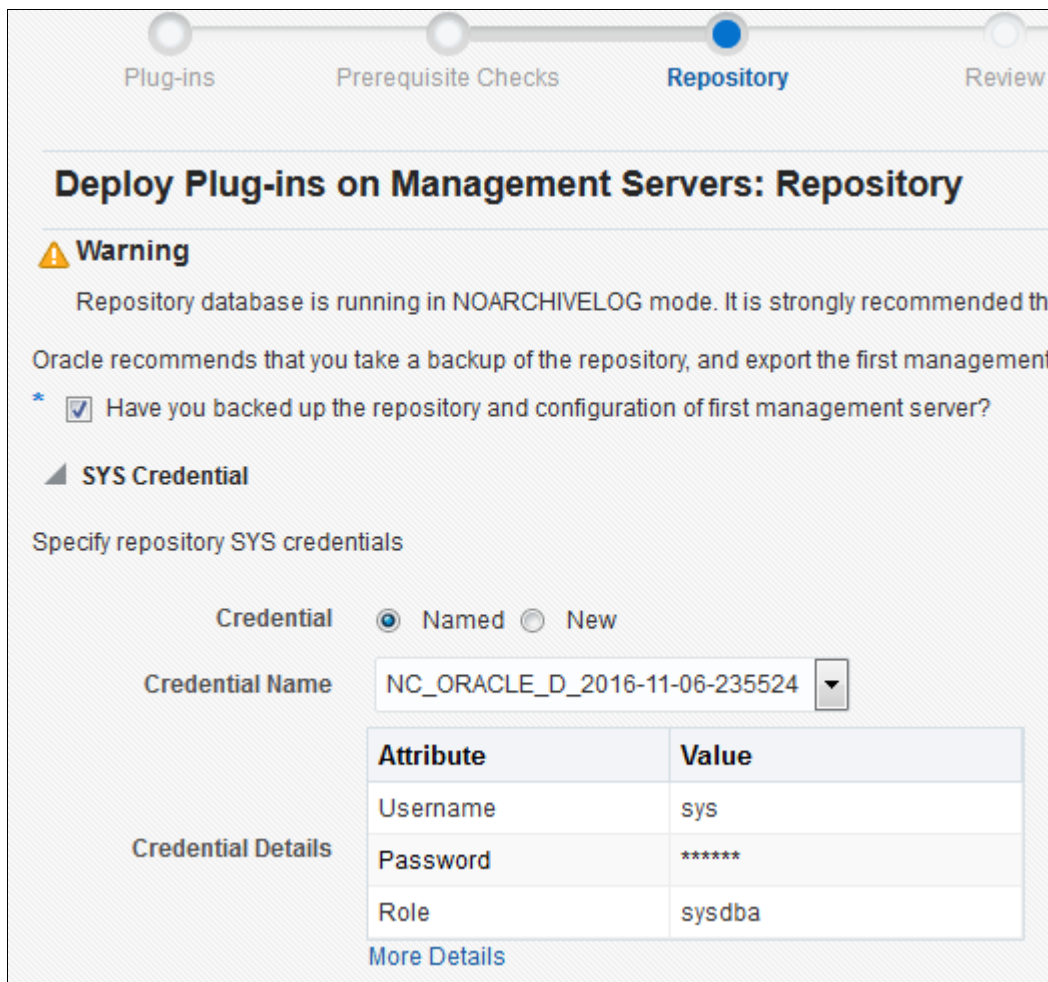 Plug-ins Prerequisite Checks Repository Review
Deploy Plug-ins on Management Servers: Repository
Warning
Repository database is running in NOARCHIVELOG mode. It is strongly recommended th
Oracle recommends that you take a backup of the repository, and export the first management
* Have you backed up the repository and configuration of first management server?
SYS Credential
Specify repository SYS credentials
Credential Named New
Credential Name NC_ORACLE_D_2016-11-06-235524
Attribute Value
Username sys
Credential Details
Password ******
Role sysdba
More Details